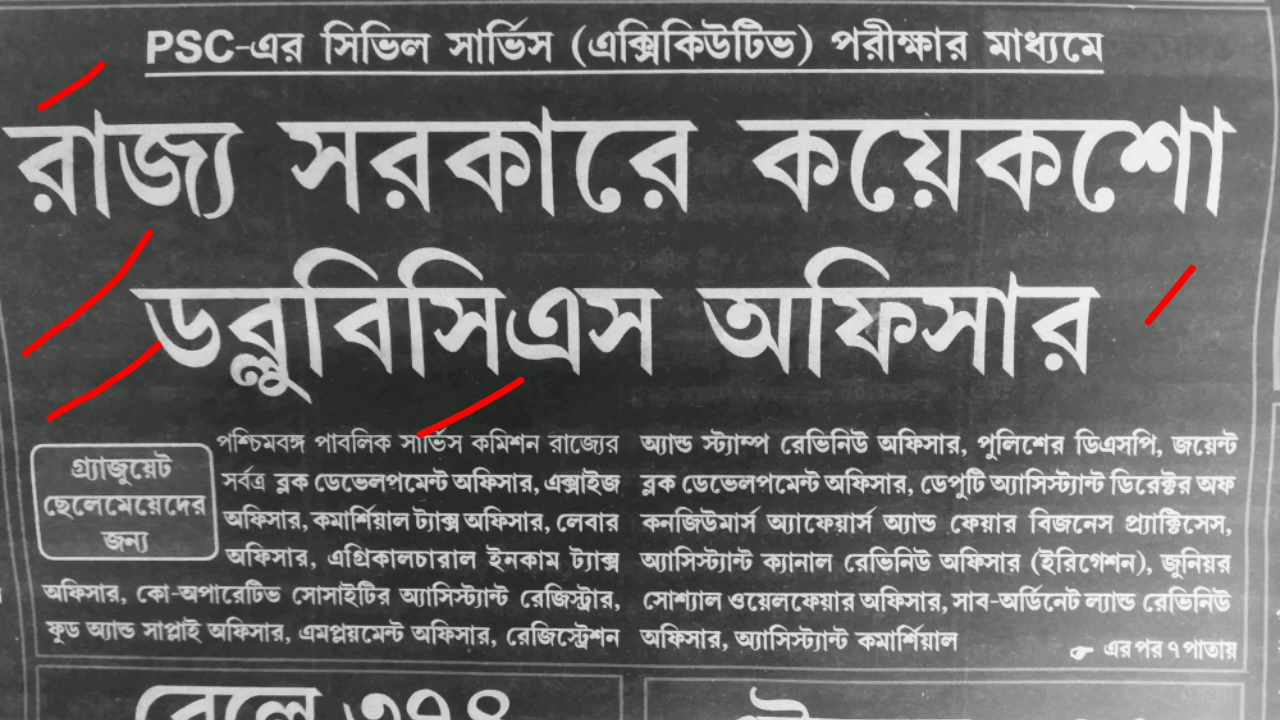 PSC-এর সিভিল সার্ভিস (এক্সিকিউটিভ) পরীক্ষার মাধ্যমে
রাজ্য সরকারে কয়েকশো
ডব্লুবিসিএস অফিসার
গ্র্যাজুয়েট
ছেলেমেয়েদের
জন্য
পশ্চিমবঙ্গ পাবলিক সার্ভিস কমিশন রাজ্যের
সর্বত্র ব্লক ডেভেলপমেন্ট অফিসার, এক্সাইজ
অফিসার, কমার্শিয়াল ট্যাক্স অফিসার, লেবার
অফিসার, এগ্রিকালচারাল ইনকাম ট্যাক্স
অফিসার, কো-অপারেটিভ সোসাইটির অ্যাসিস্ট্যান্ট রেজিস্ট্রার,
ফুড অ্যান্ড সাপ্লাই অফিসার, এমপ্লয়মেন্ট অফিসার, রেজিস্ট্রেশন
অ্যান্ড স্ট্যাম্প রেভিনিউ অফিসার, পুলিশের ডিএসপি, জয়েন্ট
ব্লক ডেভেলপমেন্ট অফিসার, ডেপুটি অ্যাসিস্ট্যান্ট ডিরেক্টর অফ
কনজিউমার্স অ্যাফেয়ার্স অ্যান্ড ফেয়ার বিজনেস প্র্যাক্টিসেস,
অ্যাসিস্ট্যান্ট ক্যানাল রেভিনিউ অফিসার (ইরিগেশন), জুনিয়র
সোশ্যাল ওয়েলফেয়ার অফিসার, সাব-অর্ডিনেট ল্যান্ড রেভিনিউ
অফিসার, অ্যাসিস্ট্যান্ট কমার্শিয়াল
এর পর ৭ পাতায়
রেলে